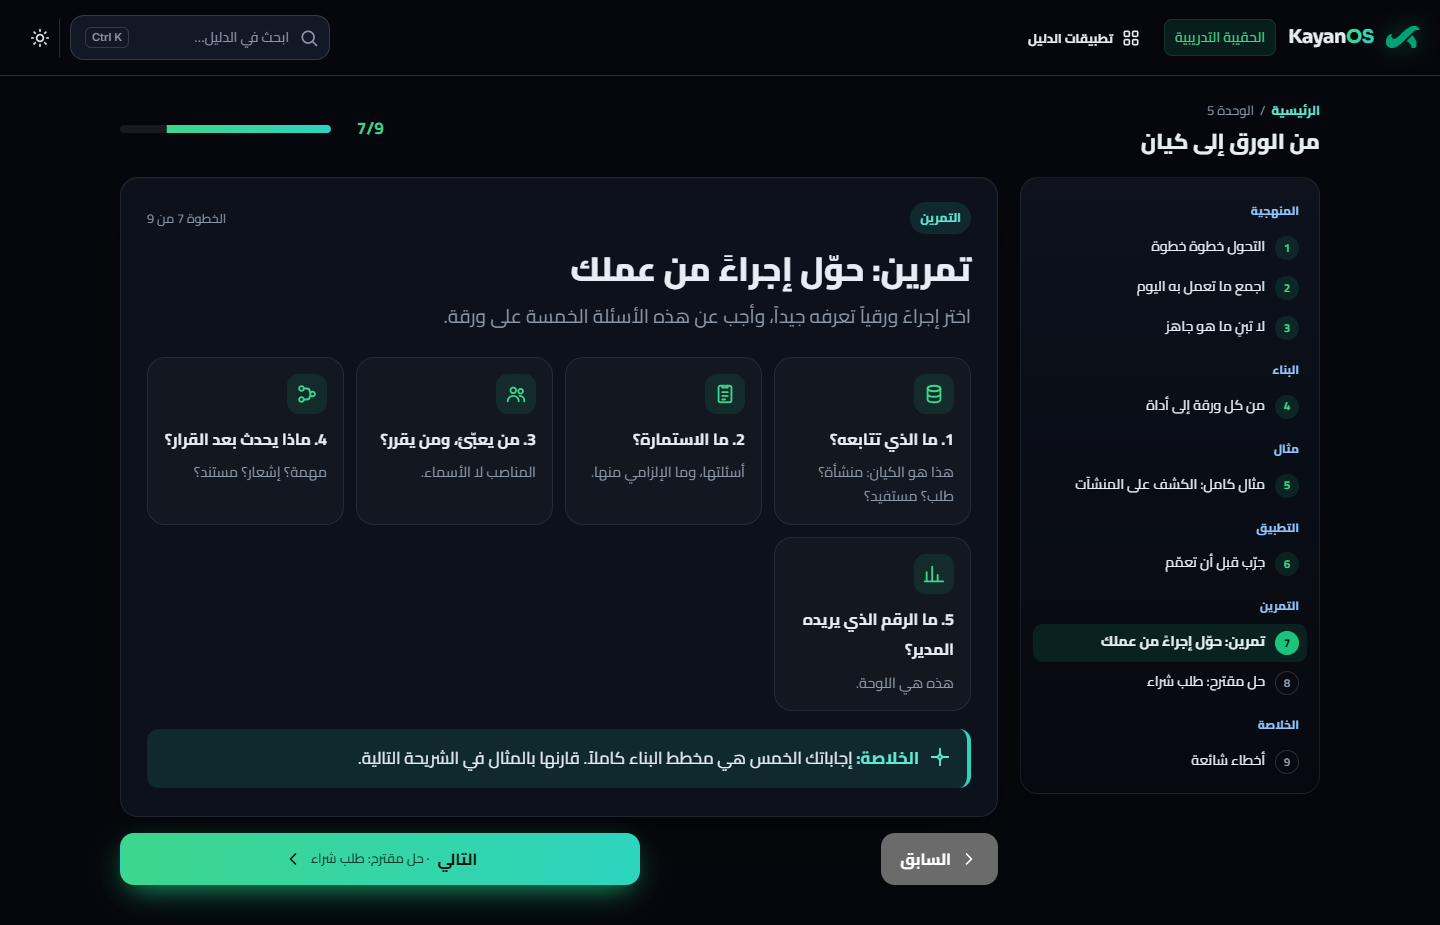 KayanOS
الحقيبة التدريبية
تطبيقات الدليل
ابحث في الدليل...
Ctrl K
الرئيسية / الوحدة 5
من الورق إلى كيان
7/9
المنهجية
1 التحول خطوة خطوة
2 اجمع ما تعمل به اليوم
3 لا تبنِ ما هو جاهز
البناء
4 من كل ورقة إلى أداة
مثال
5 مثال كامل: الكشف على المنشآت
التطبيق
6 جرّب قبل أن تعمّم
التمرين
7 تمرين: حوّل إجراءً من عملك
8 حل مقترح: طلب شراء
الخلاصة
9 أخطاء شائعة
التمرين
الخطوة 7 من 9
تمرين: حوّل إجراءً من عملك
اختر إجراءً ورقياً تعرفه جيداً، وأجب عن هذه الأسئلة الخمسة على ورقة.
1. ما الذي تتابعه؟
هذا هو الكيان: منشأة؟
طلب؟ مستفيد؟
2. ما الاستمارة؟
أسئلتها، وما الإلزامي منها.
3. من يعبّئ، ومن يقرر؟
المناصب لا الأسماء.
4. ماذا يحدث بعد القرار؟
مهمة؟ إشعار؟ مستند؟
5. ما الرقم الذي يريده
المدير؟
هذه هي اللوحة.
الخلاصة: إجاباتك الخمس هي مخطط البناء كاملاً. قارنها بالمثال في الشريحة التالية.
السابق
التالي · حل مقترح: طلب شراء